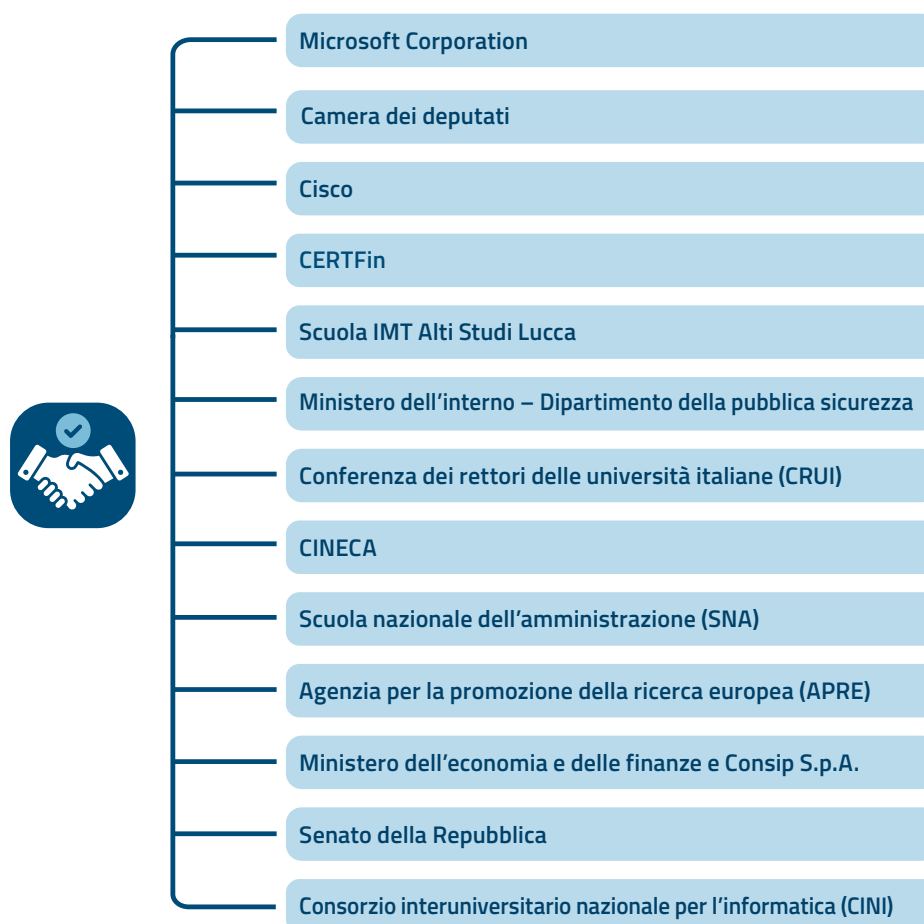 Microsoft Corporation
Camera dei deputati
Cisco
CERTFin
Scuola IMT Alti Studi Lucca
Ministero dell’interno – Dipartimento della pubblica sicurezza
Conferenza dei rettori delle università italiane (CRUI)
CINECA
Scuola nazionale dell’amministrazione (SNA)
Agenzia per la promozione della ricerca europea (APRE)
Ministero dell’economia e delle finanze e Consip S.p.A.
Senato della Repubblica
Consorzio interuniversitario nazionale per l’informatica (CINI)